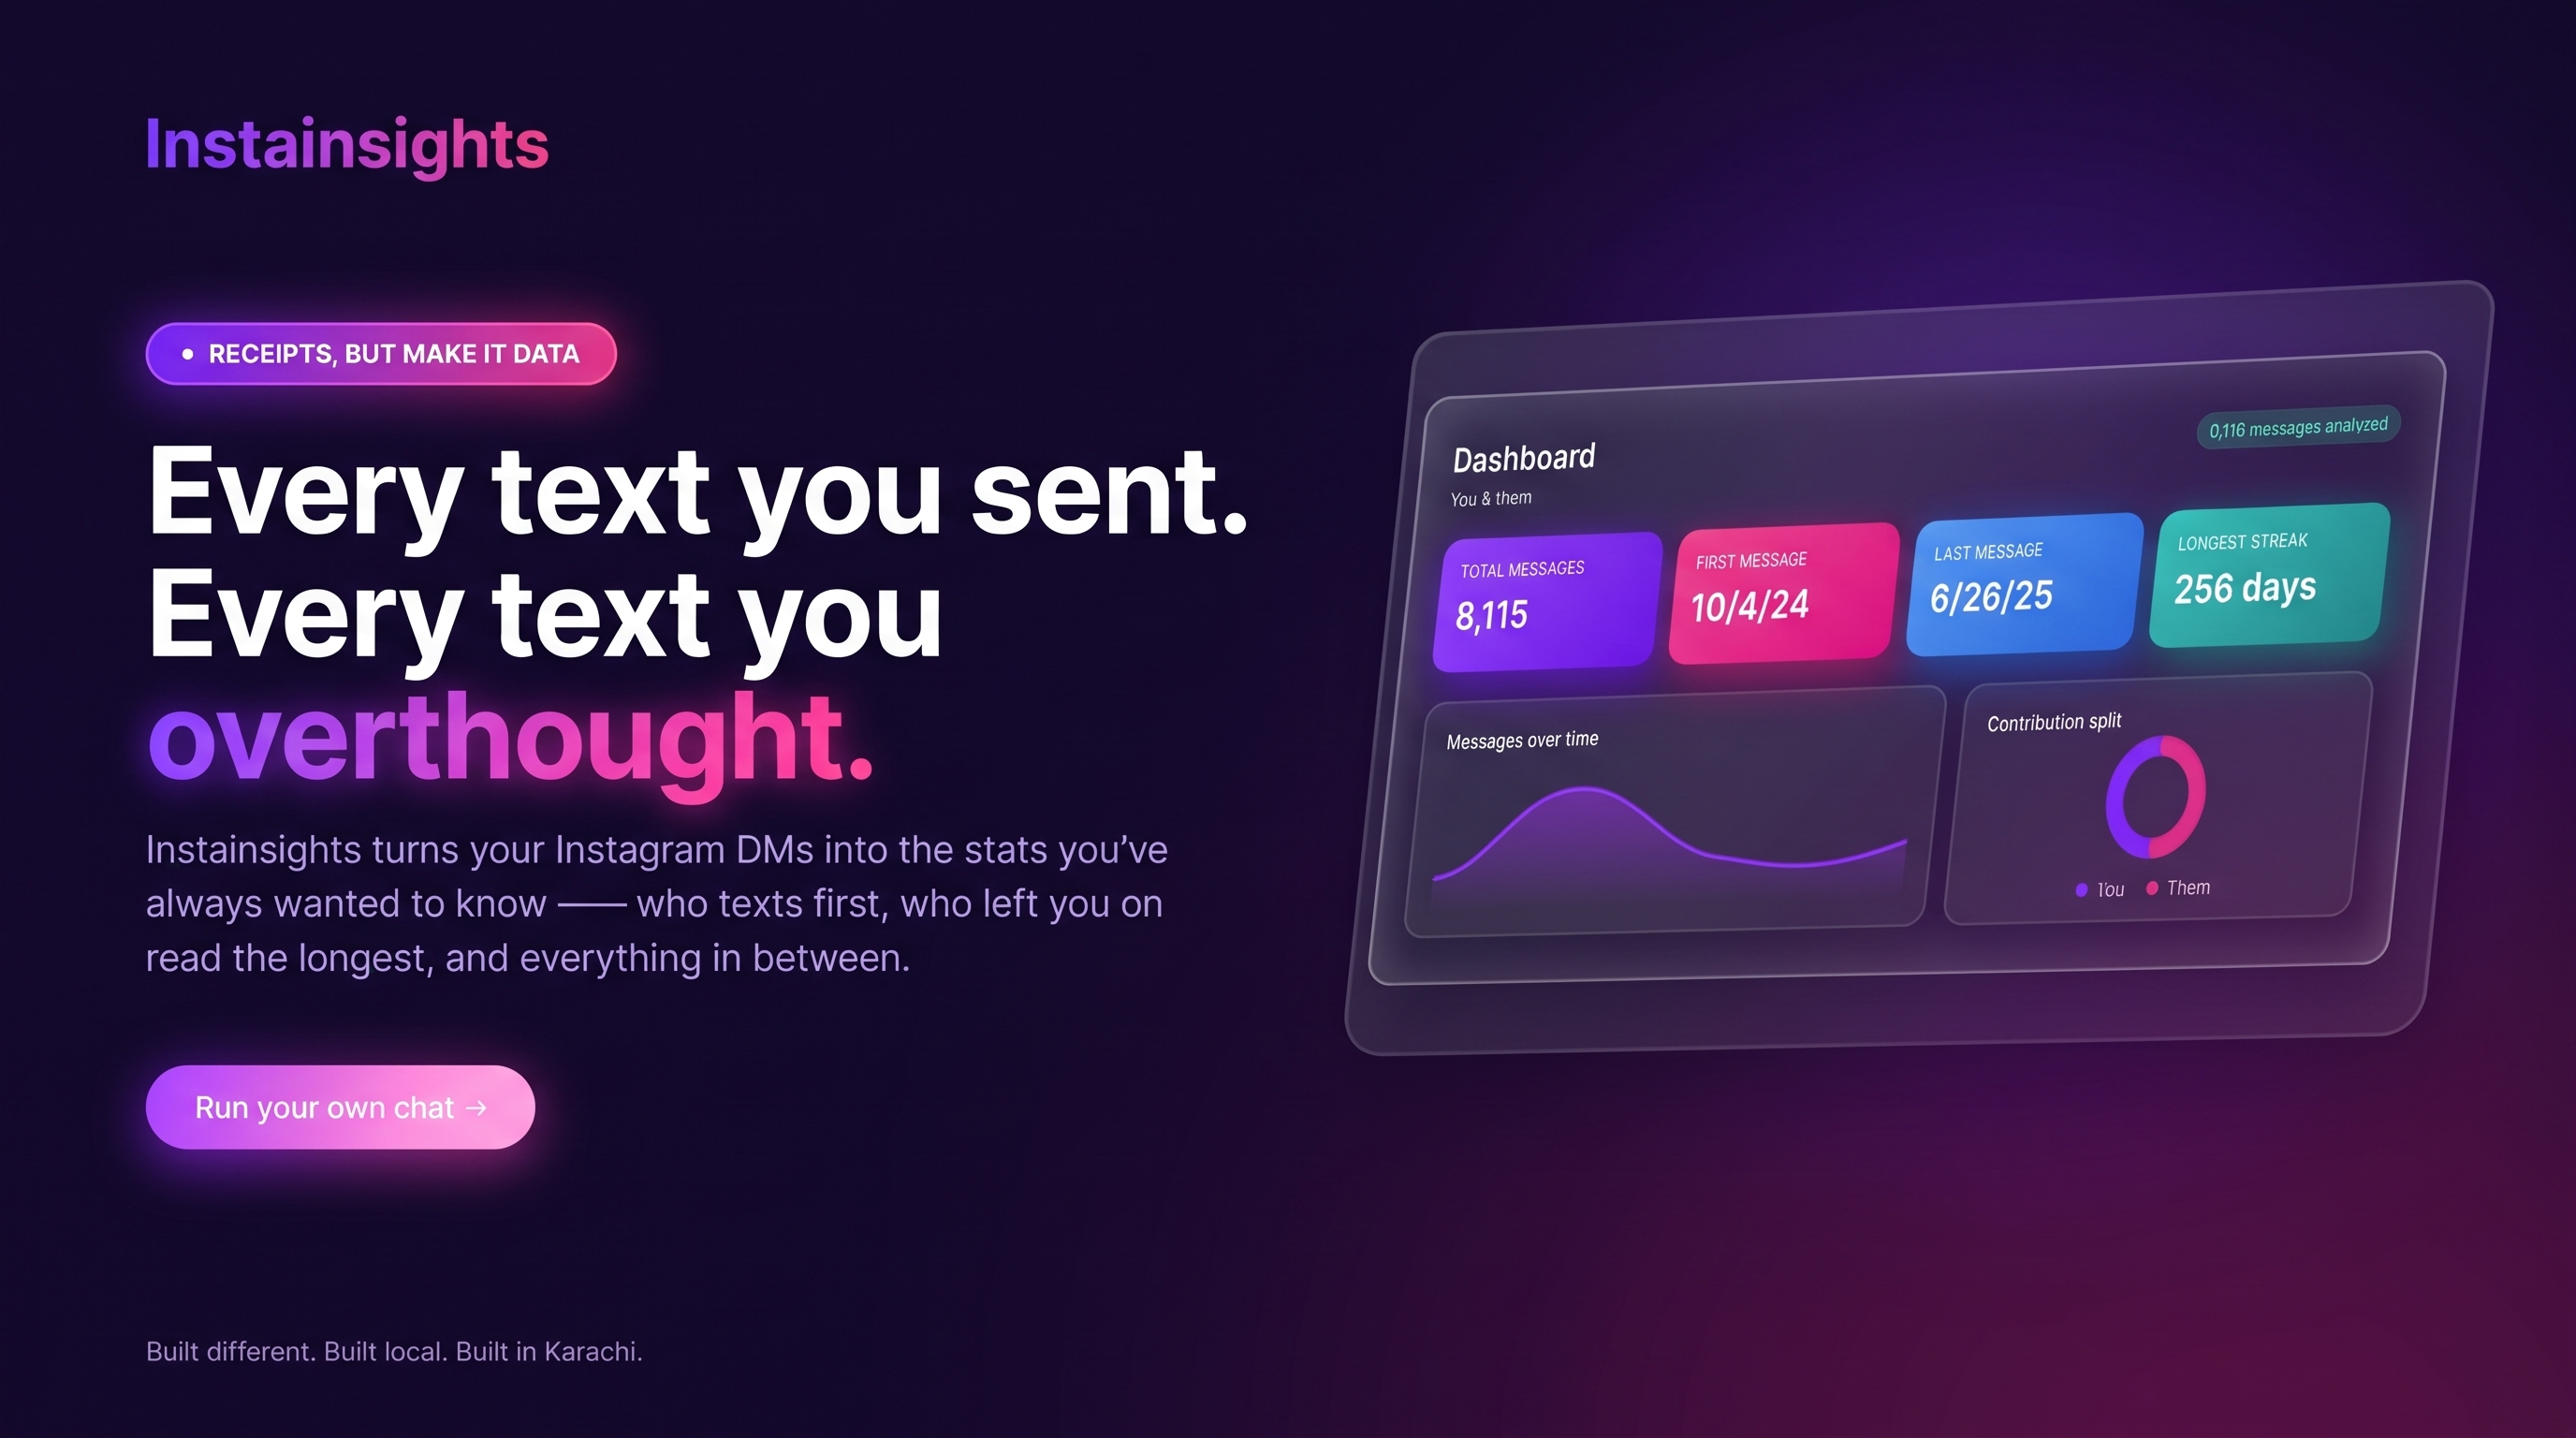 Instainsights
• RECEIPTS, BUT MAKE IT DATA
Every text you sent.
Every text you
overthought.
Instainsights turns your Instagram DMs into the stats you’ve
always wanted to know —— who texts first, who left you on
read the longest, and everything in between.
Run your own chat →
Built different. Built local. Built in Karachi.
0,116 messages analyzed
Dashboard
You & them
TOTAL MESSAGES
8,115
FIRST MESSAGE
10/4/24
LAST MESSAGE
6/26/25
LONGEST STREAK
256 days
Messages over time
Contribution split
You
Them